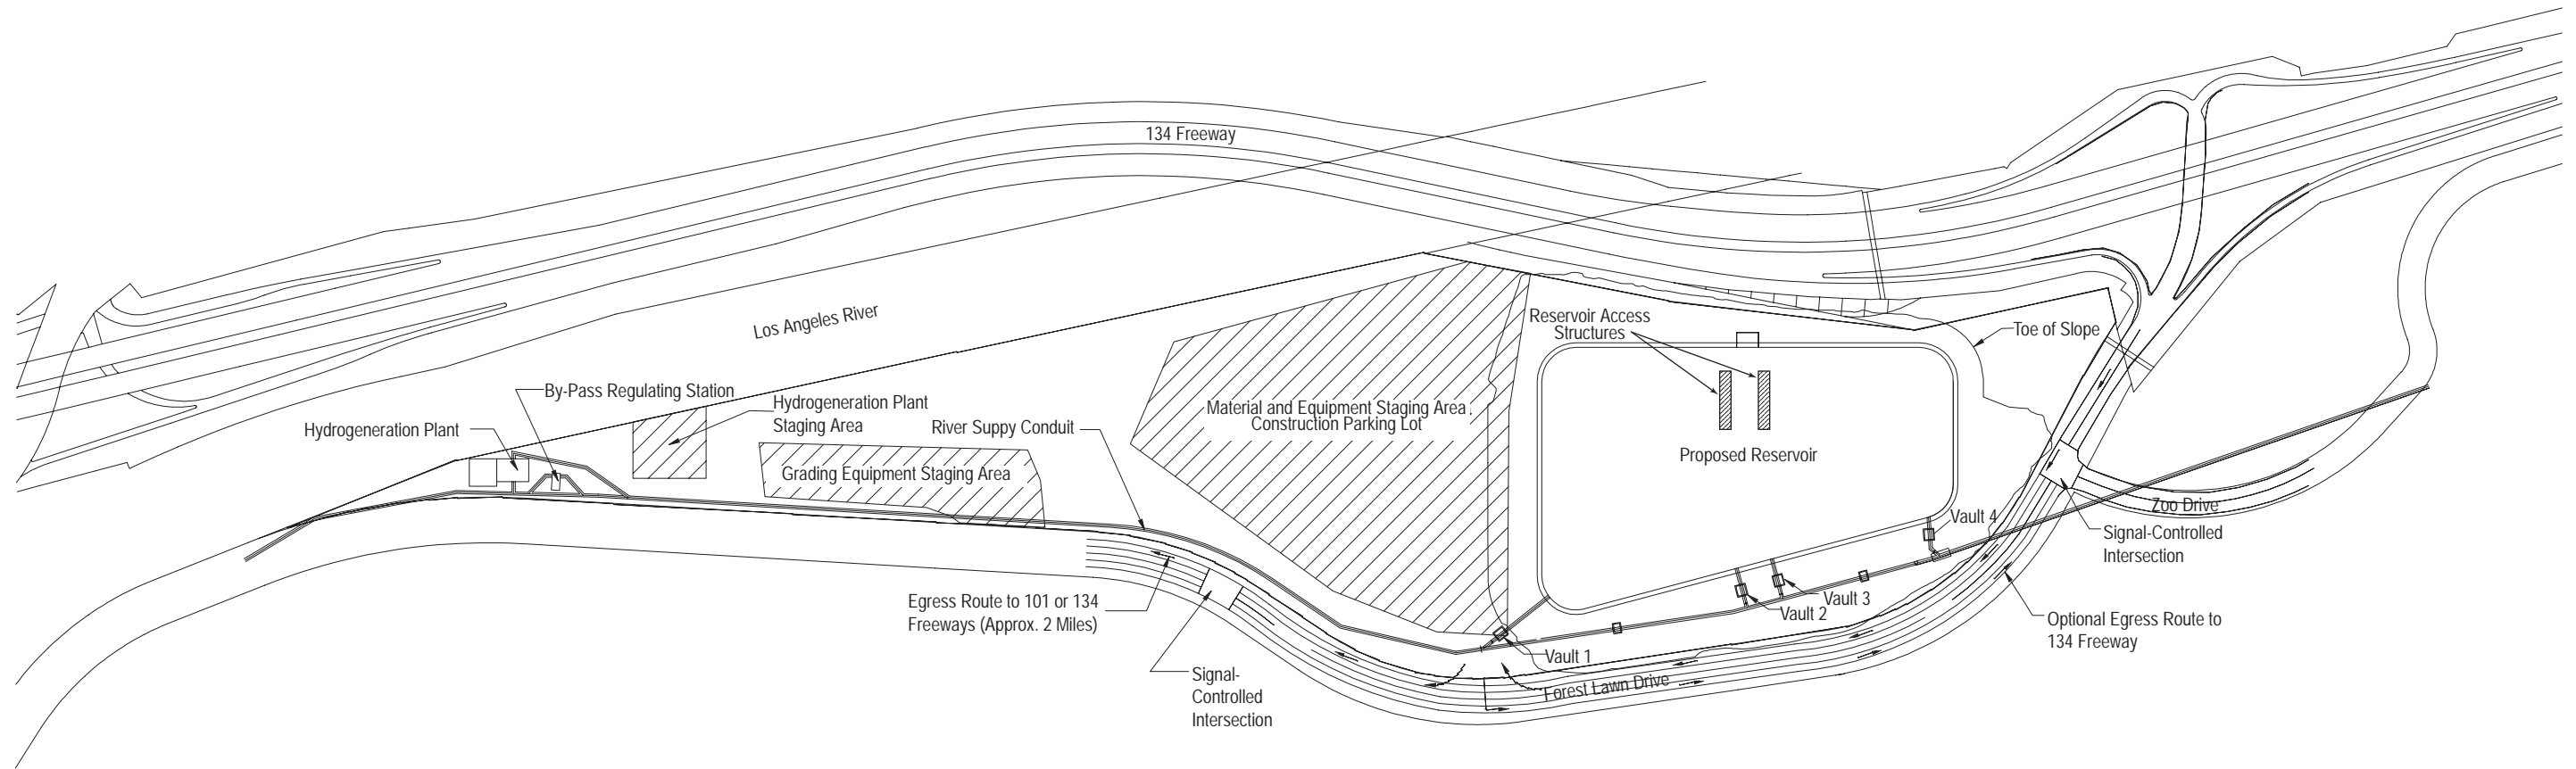 134 Freeway
Los Angeles River
Reservoir Access
Structures
Toe of Slope
By-Pass Regulating Station
Hydrogeneration Plant
Staging Area
Hydrogeneration Plant
River Suppy Conduit
Material and Equipment Staging Area
Construction Parking Lot
Grading Equipment Staging Area
Proposed Reservoir
Zoo Drive
Vault 4
Signal-Controlled
Intersection
Vault 3
Vault 2
Egress Route to 101 or 134
Freeways (Approx. 2 Miles)
Optional Egress Route to
134 Freeway
Vault 1
Forest Lawn Drive
Signal-
Controlled
Intersection